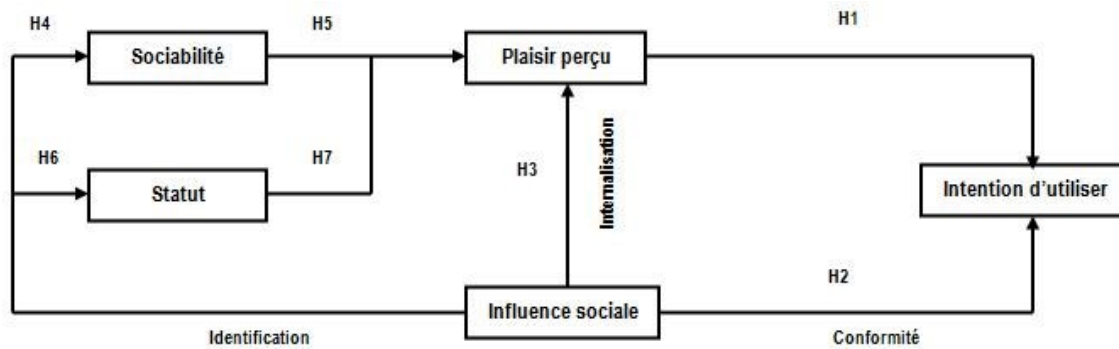 H4
H5
H1
Sociabilité
Plaisir perçu
H6
H7
H3
Internalisation
Statut
Intention d’utiliser
H2
Influence sociale
Identification
Conformité